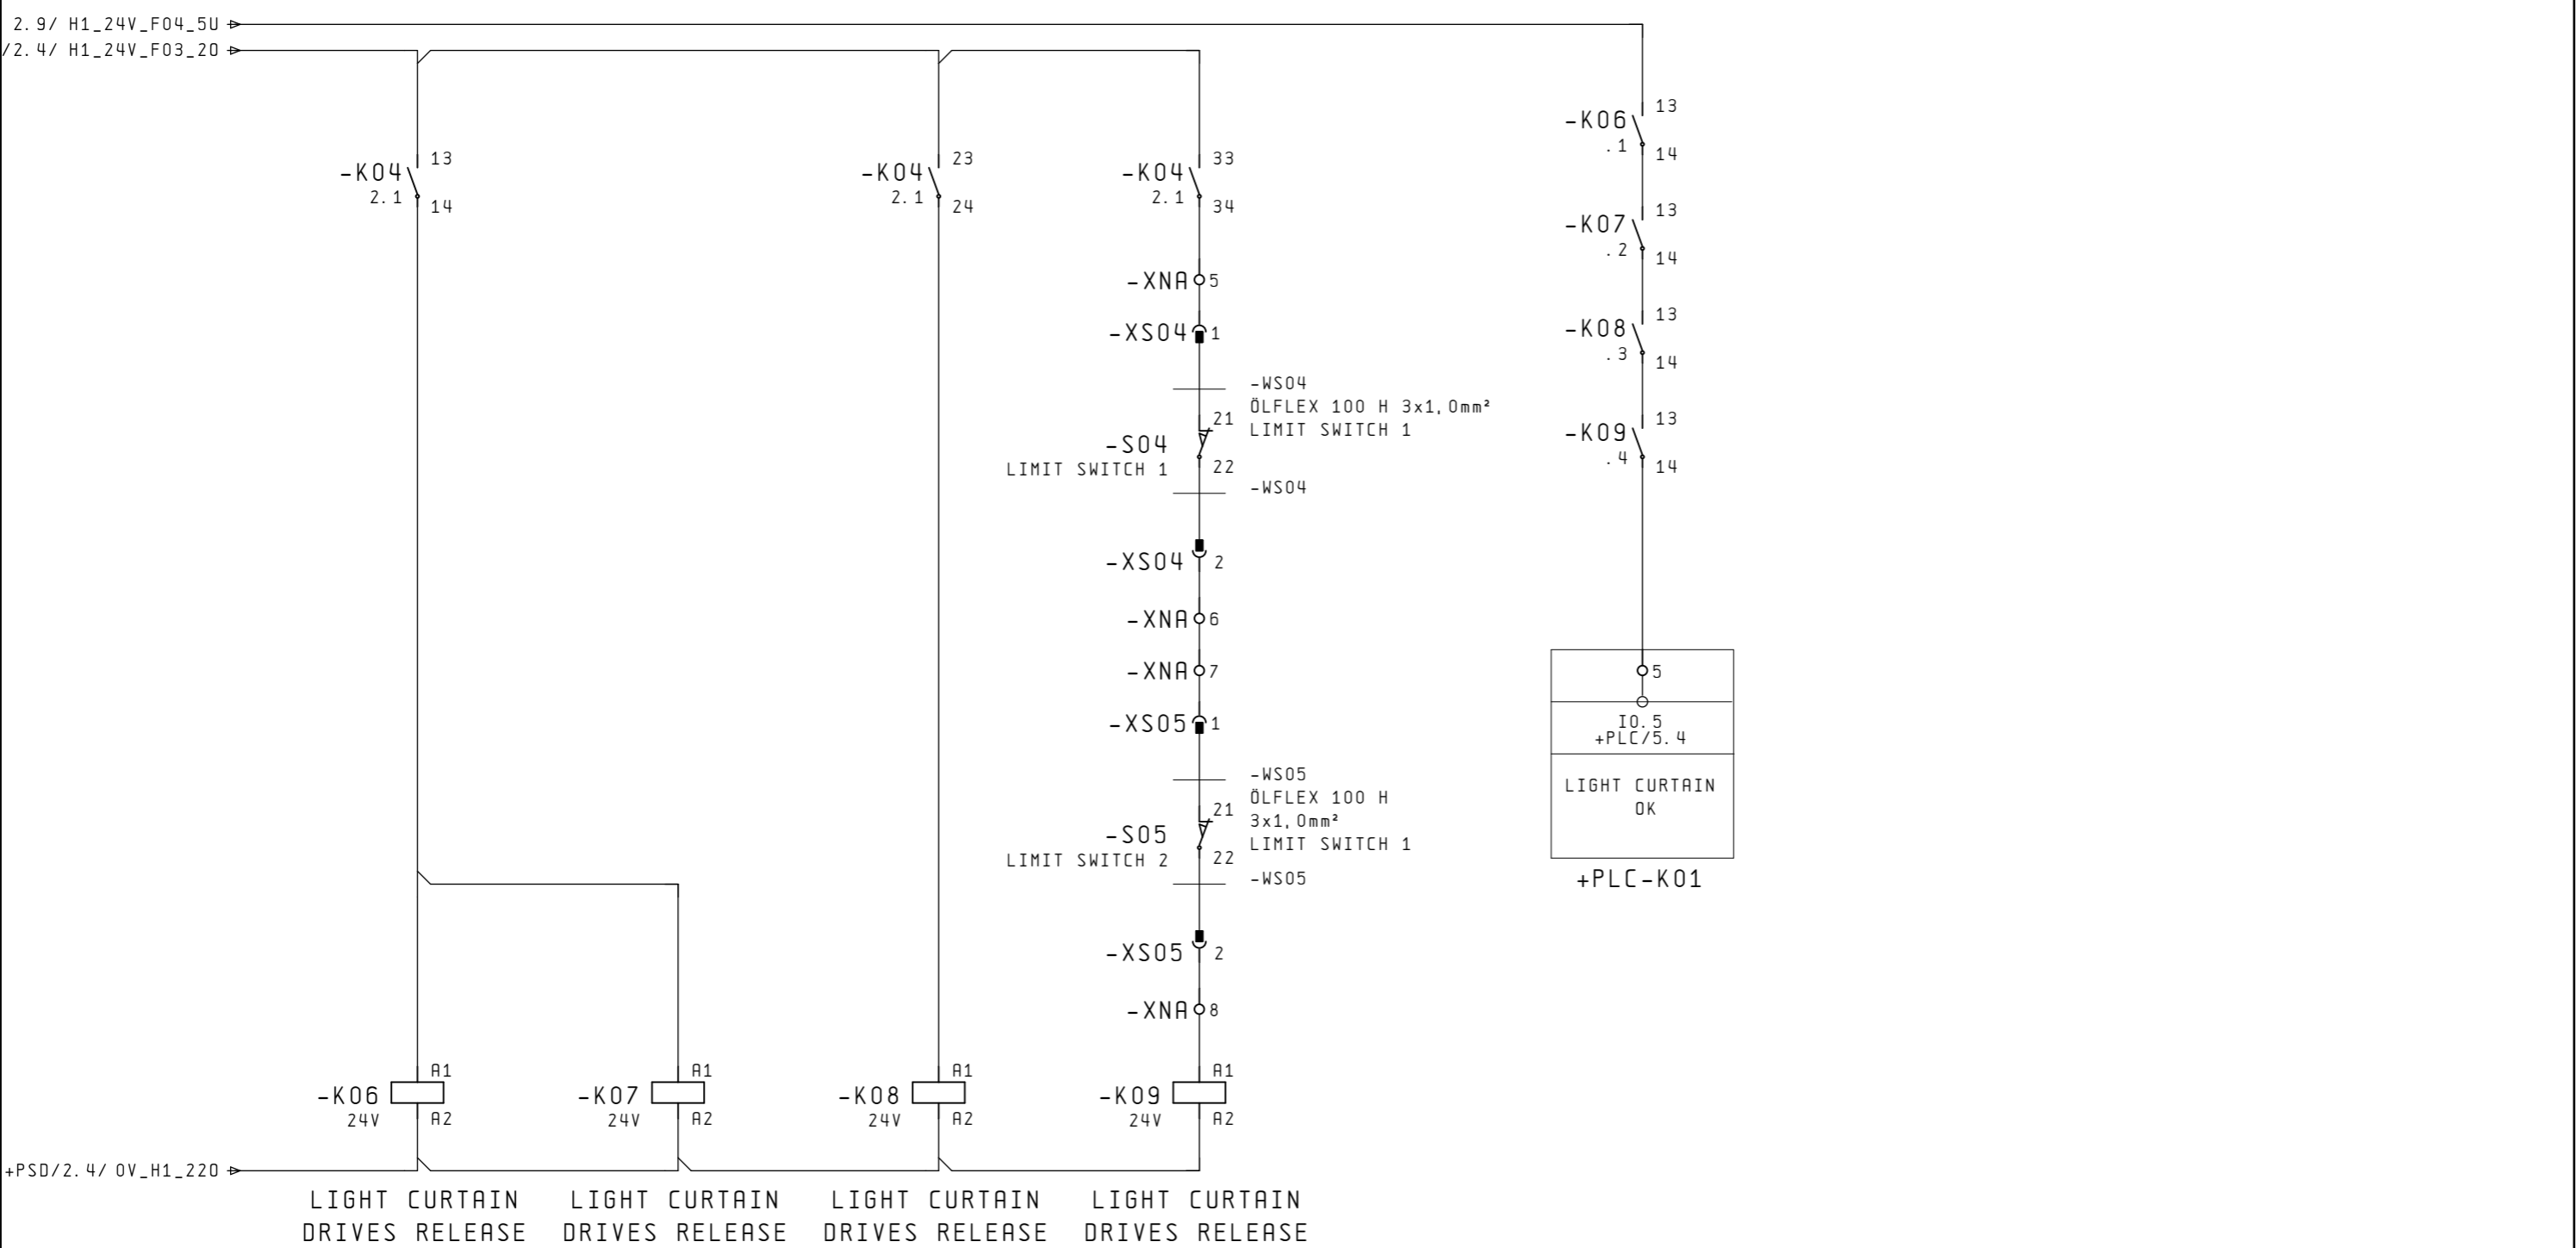 2.9/ H1_24V_F04_5U
/2.4/ H1_24V_F03_20
-K04
2.1
13
14
-K04
2.1
23
24
-K04
2.1
33
34
-K06
.1
13
14
-K07
.2
13
14
-K08
.3
13
14
-K09
.4
13
14
-XNA 5
-XS04 1
-WS04
ÖLFLEX 100 H 3x1,0mm²
LIMIT SWITCH 1
21
-S04
LIMIT SWITCH 1
22
-WS04
-XS04 2
-XNA 6
-XNA 7
-XS05 1
-WS05
ÖLFLEX 100 H
3x1,0mm²
LIMIT SWITCH 1
21
-S05
LIMIT SWITCH 2
22
-WS05
-XS05 2
-XNA 8
5
I0.5
+PLC/5.4
LIGHT CURTAIN
OK
+PLC-K01
-K06
24V
A1
A2
-K07
24V
A1
A2
-K08
24V
A1
A2
-K09
24V
A1
A2
+PSD/2.4/ 0V_H1_220
LIGHT CURTAIN
DRIVES RELEASE
LIGHT CURTAIN
DRIVES RELEASE
LIGHT CURTAIN
DRIVES RELEASE
LIGHT CURTAIN
DRIVES RELEASE